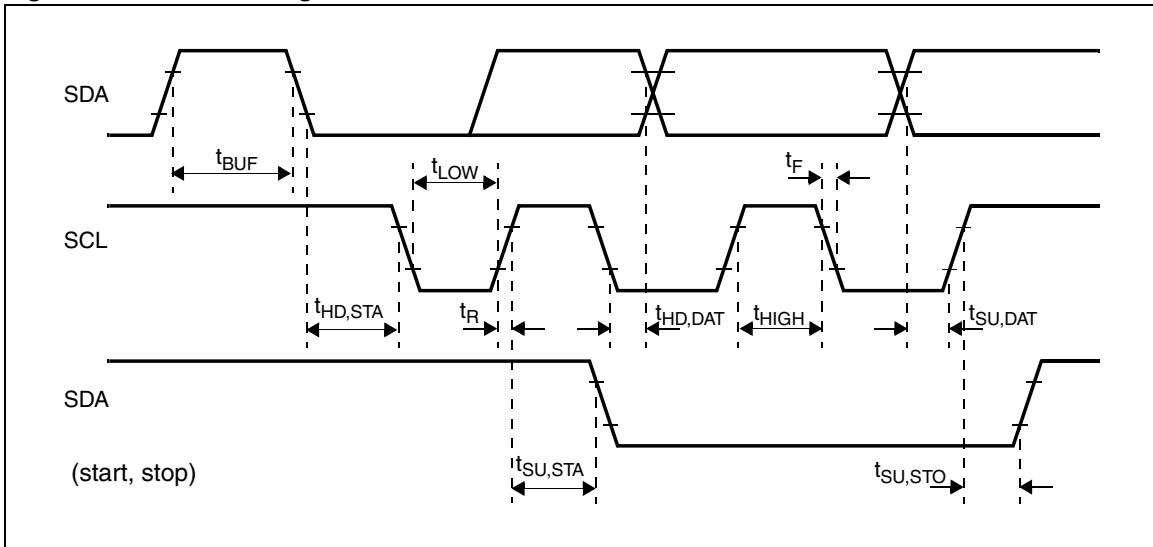 SDA
tBUF
tLOW
tF
SCL
tHD,STA
tR
tHD,DAT
tHIGH
tSU,DAT
SDA
tSU,STA
tSU,STO
(start, stop)